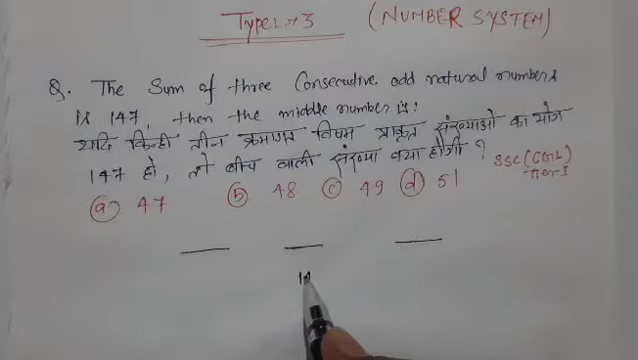 Type:→3 (NUMBER SYSTEM)
Q. The Sum of three Consecutive odd natural numbers
is 147, then the middle number is:
यदि किन्ही तीन क्रमागत विषम प्राकृत संख्याओ का योग
147 हो, तो बीच वाली संख्या क्या होगी ? SSC (CGL)
Tier-I
(a) 47 (b) 48 (c) 49 (d) 51